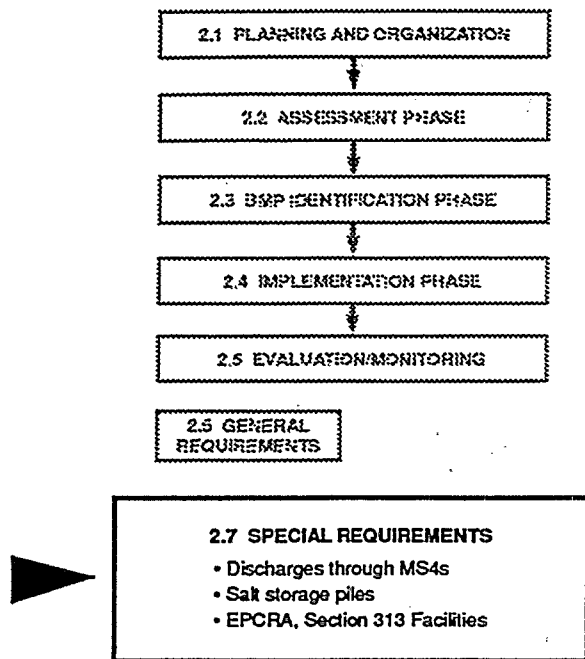 2.1 PLANNING AND ORGANIZATION
2.2 ASSESSMENT PHASE
2.3 BMP IDENTIFICATION PHASE
2.4 IMPLEMENTATION PHASE
2.5 EVALUATION/MONITORING
2.6 GENERAL
REQUIREMENTS
2.7 SPECIAL REQUIREMENTS
• Discharges through MS4s
• Salt storage piles
• EPCRA, Section 313 Facilities